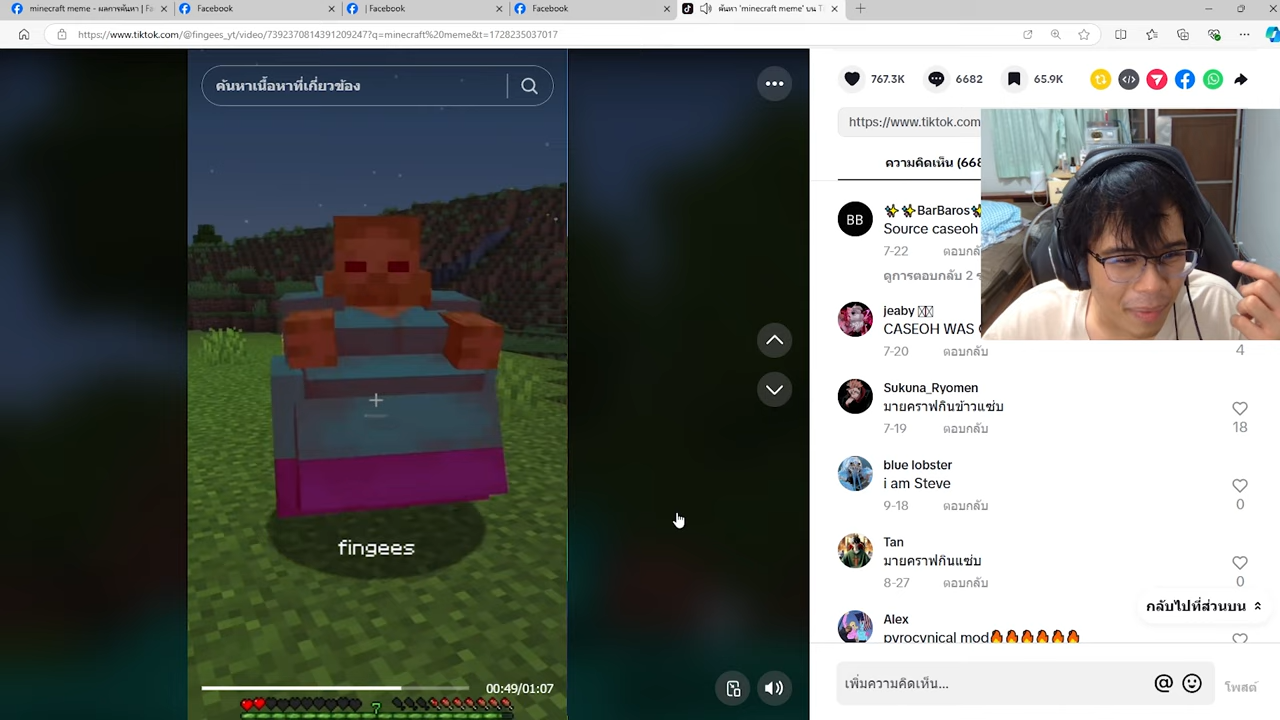 minecraft meme - ผลการค้นหา | Fa
Facebook
| Facebook
Facebook
ค้นหา 'minecraft meme' บน T
https://www.tiktok.com/@fingees_yt/video/7392370814391209247?q=minecraft%20meme&t=1728235037017
ค้นหาเนื้อหาที่เกี่ยวข้อง
767.3K
6682
65.9K
https://www.tiktok.com
ความคิดเห็น (668
BB
BarBaros
Source caseoh
7-22 ตอบกลับ
ดูการตอบกลับ 2
jeaby
CASEOH WAS
7-20 ตอบกลับ
4
Sukuna_Ryomen
มายคราฟกินข้าวแซ่บ
7-19 ตอบกลับ
18
blue lobster
i am Steve
9-18 ตอบกลับ
0
Tan
มายคราฟกินแซ่บ
8-27 ตอบกลับ
0
กลับไปที่ส่วนบน
Alex
pyrocynical mod🔥🔥🔥🔥🔥🔥
fingees
00:49/01:07
7
เพิ่มความคิดเห็น...
@
โพสต์